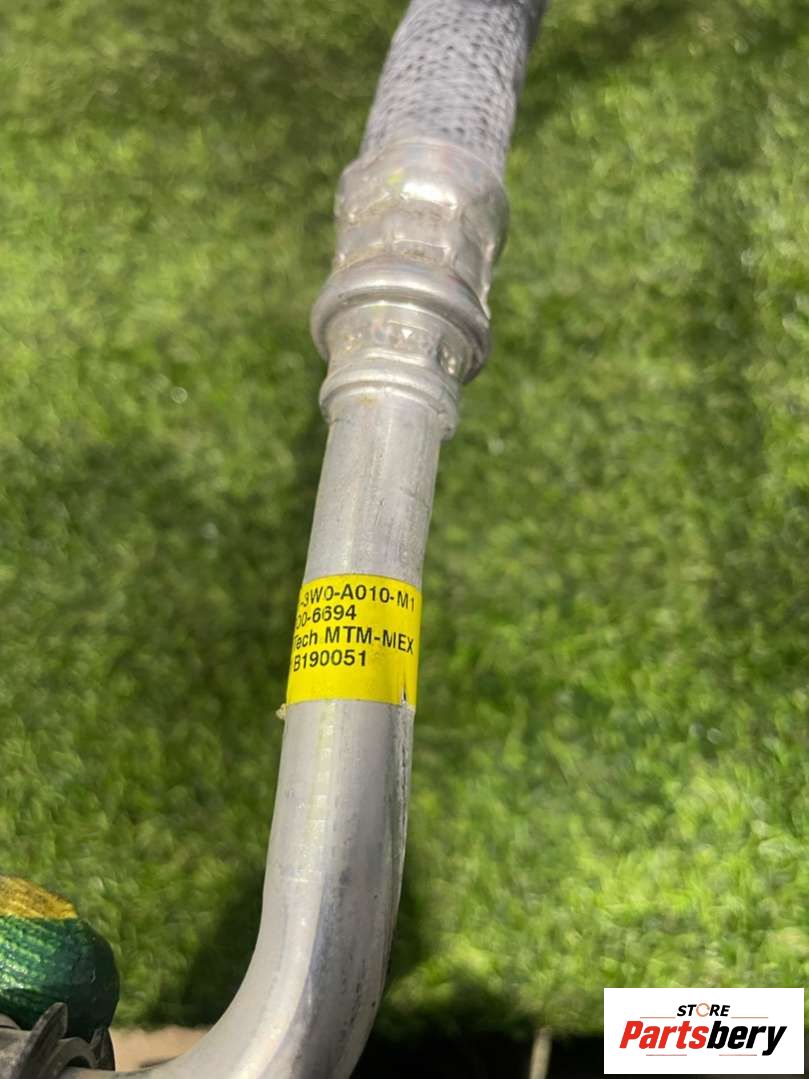 -3W0-A010-M1
00-6694
Tech MTM-MEX
B190051
STORE
Partsbery